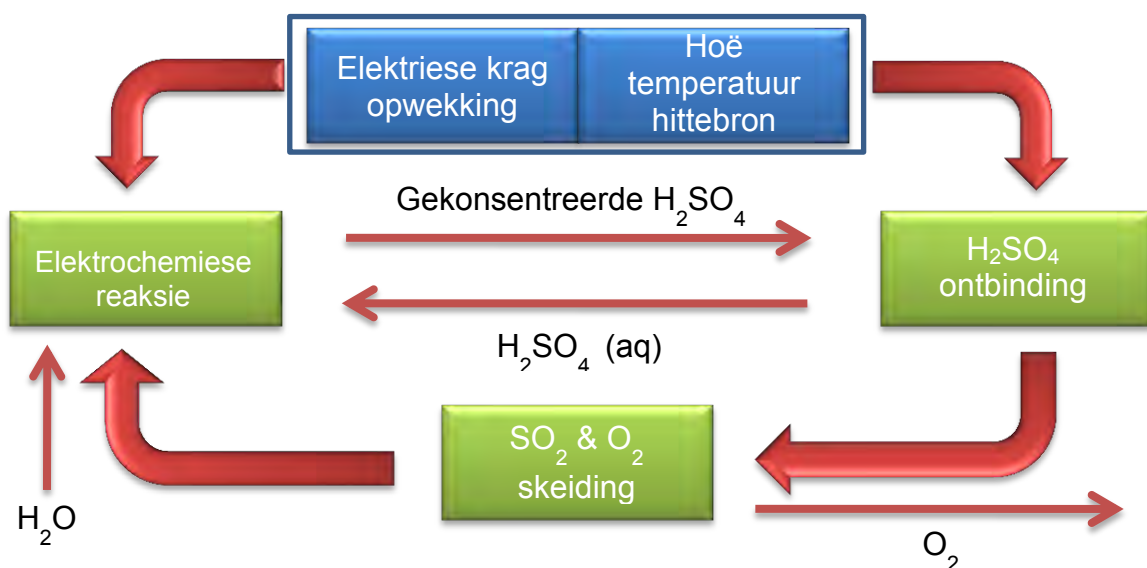 Elektriese krag
opwekking
Hoë
temperatuur
hittebron
Gekonsentreerde H₂SO₄
Elektrochemiese
reaksie
H₂SO₄
ontbinding
H₂SO₄ (aq)
SO₂ & O₂
skeiding
H₂O
O₂